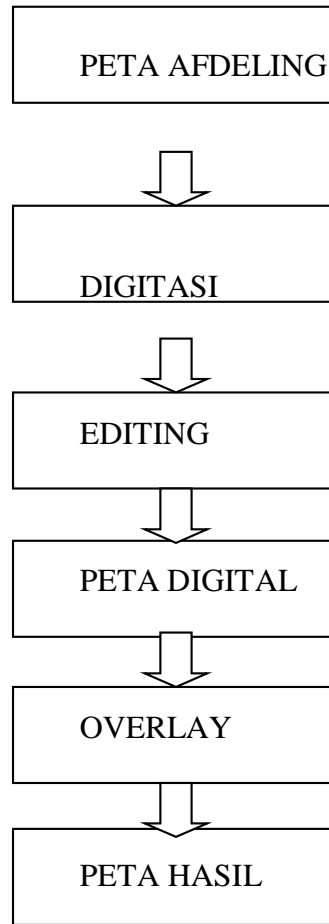 PETA AFDELING
DIGITASI
EDITING
PETA DIGITAL
OVERLAY
PETA HASIL